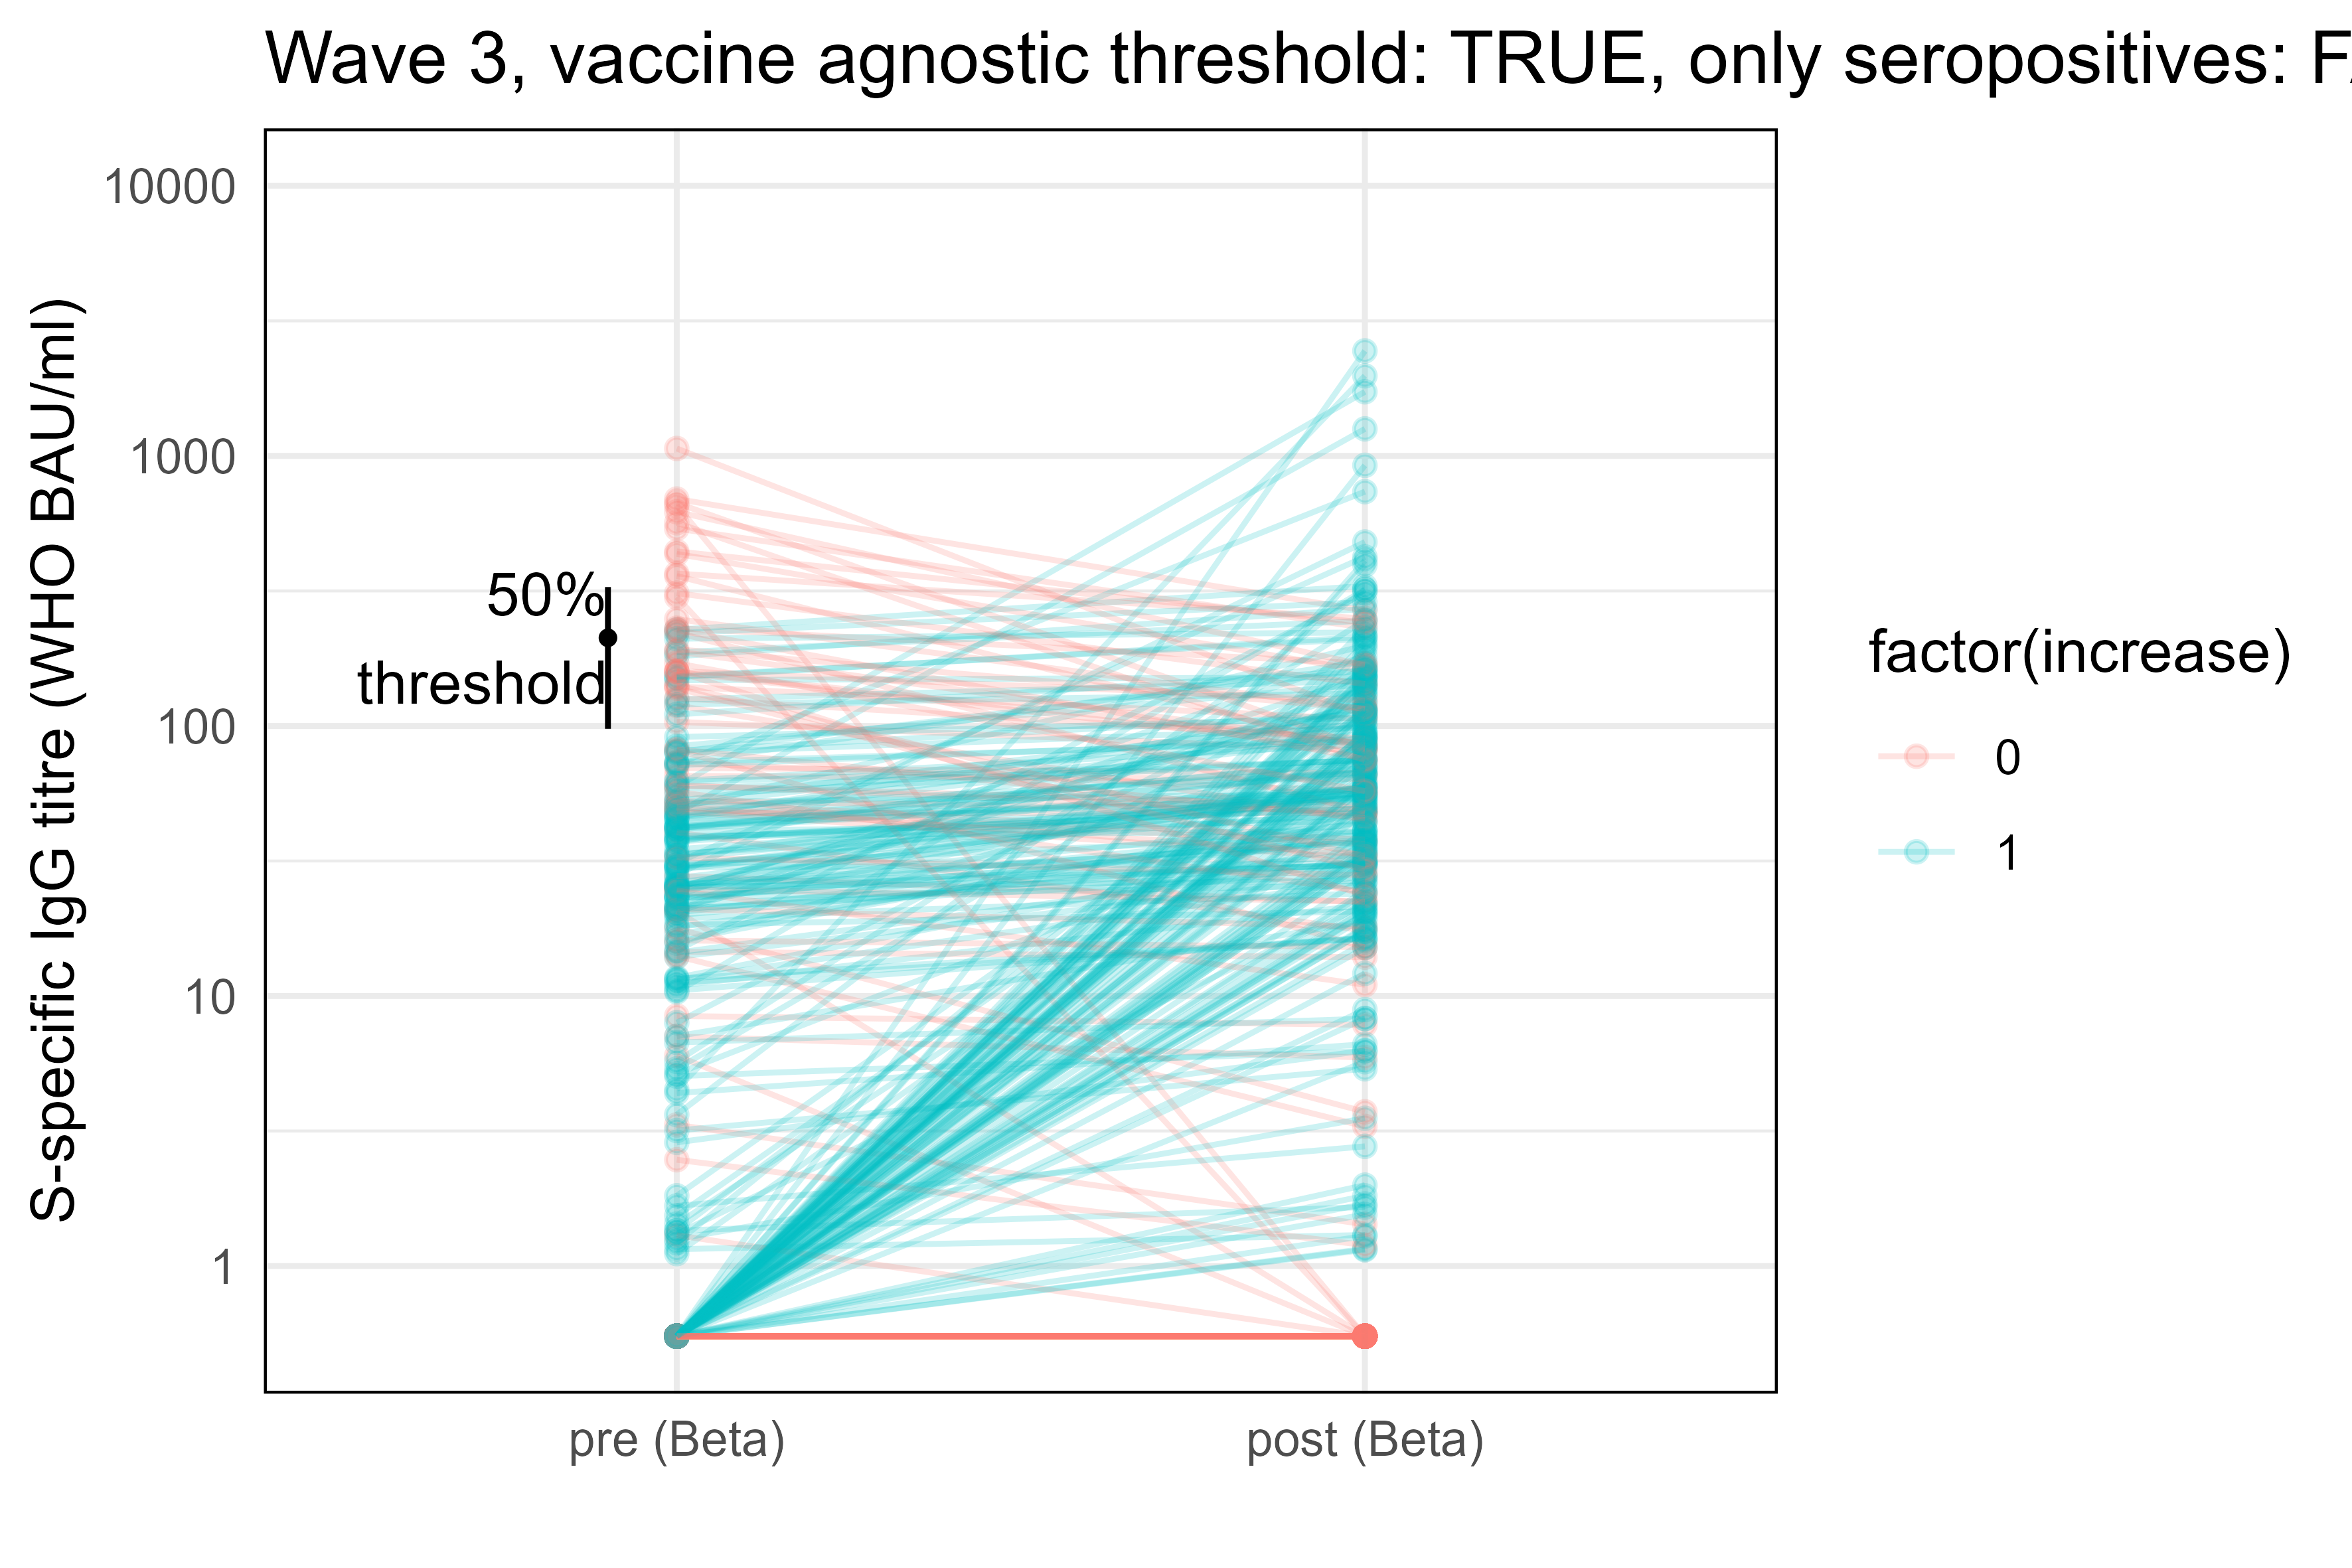 Wave 3, vaccine agnostic threshold: TRUE, only seropositives: F
S-specific IgG titre (WHO BAU/ml)
10000
1000
100
10
1
50%
threshold
pre (Beta)
post (Beta)
factor(increase)
0
1